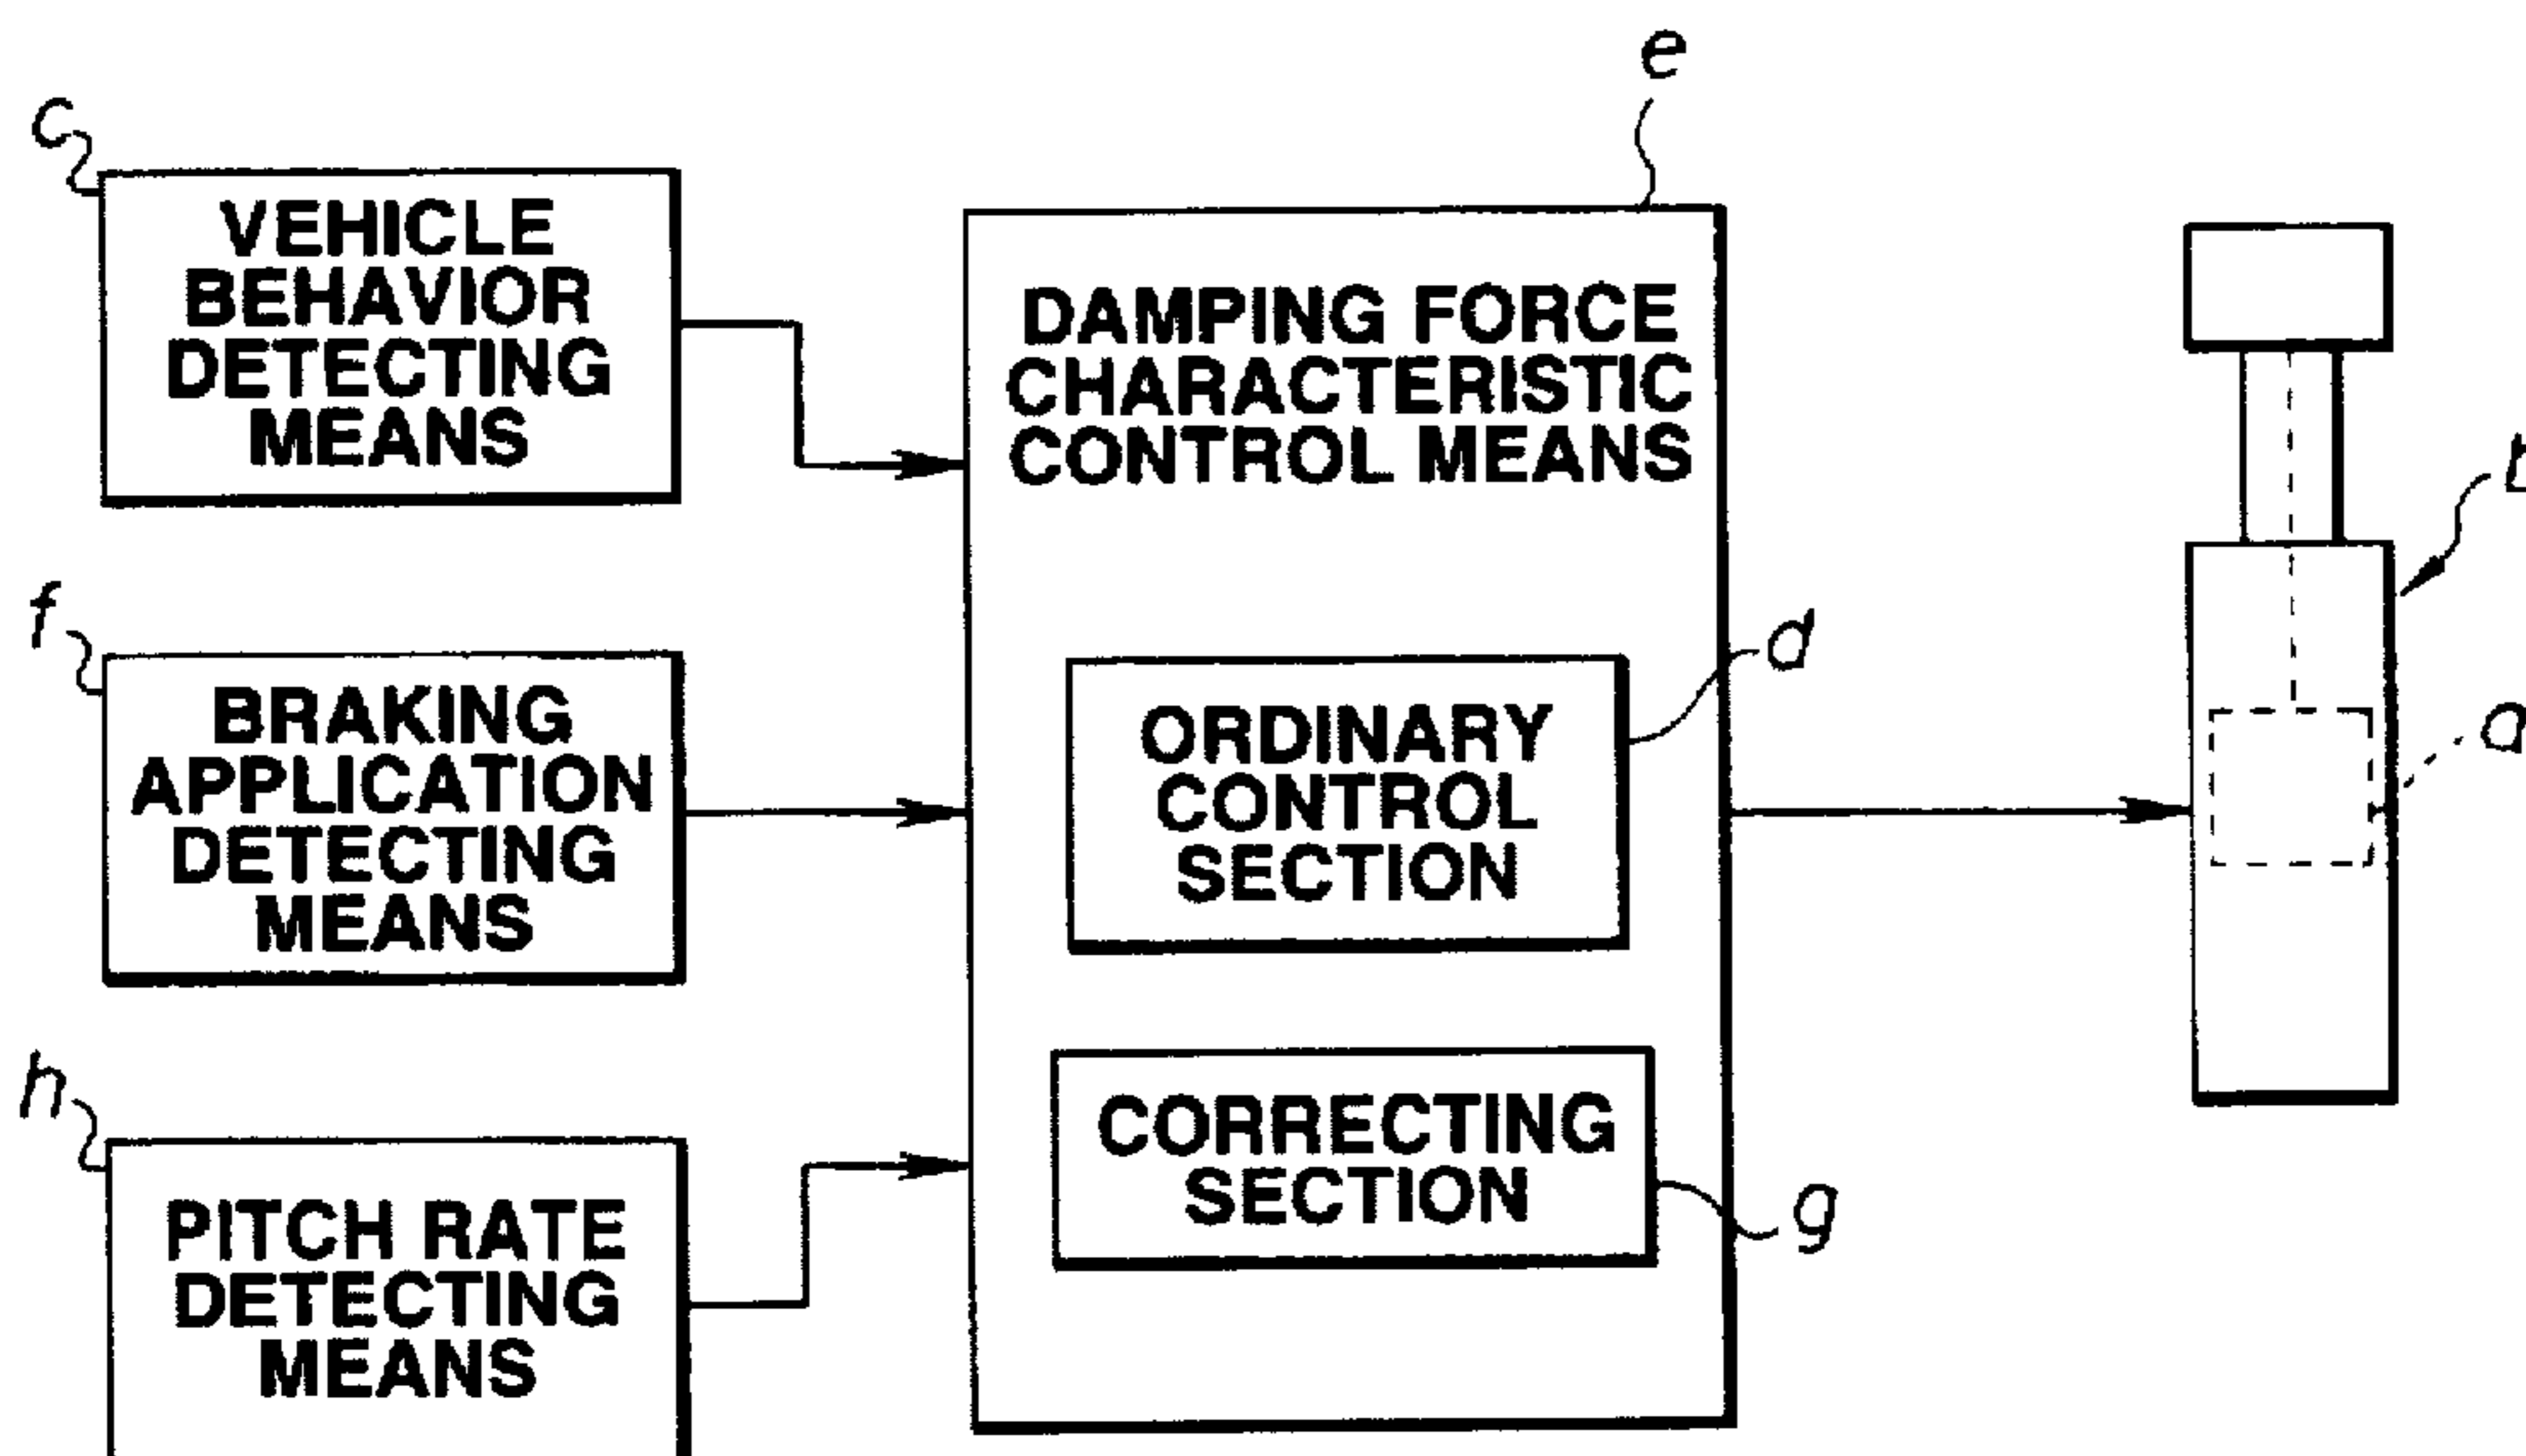 c
VEHICLE
BEHAVIOR
DETECTING
MEANS
f
BRAKING
APPLICATION
DETECTING
MEANS
h
PITCH RATE
DETECTING
MEANS
e
DAMPING FORCE
CHARACTERISTIC
CONTROL MEANS
d
ORDINARY
CONTROL
SECTION
CORRECTING
SECTION
g
b
a